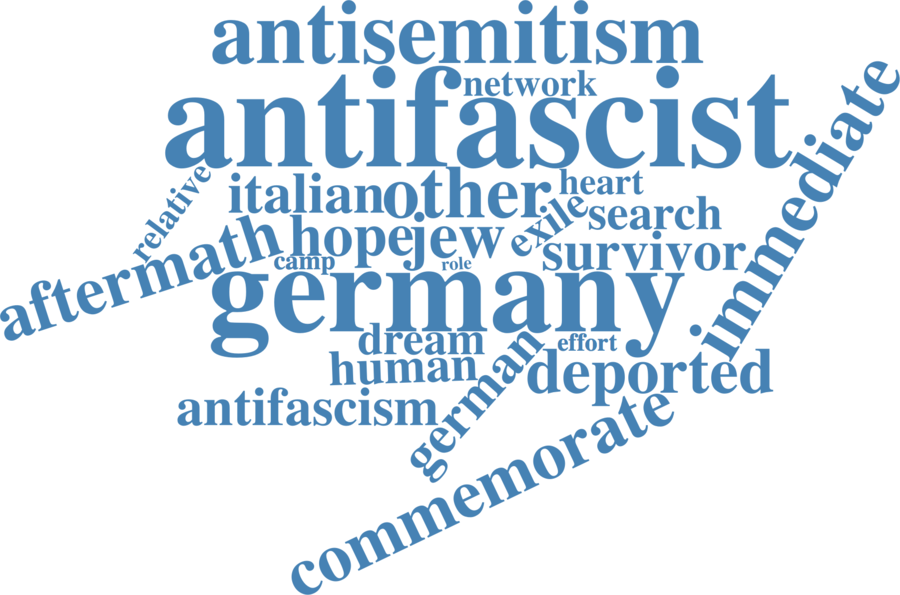 antisemitism
network
antifascist
immediate
relative
italian
other
heart
exile
search
aftermath
hope
jew
survivor
camp
role
germany
dream
effort
human
german
deported
antifascism
commemorate